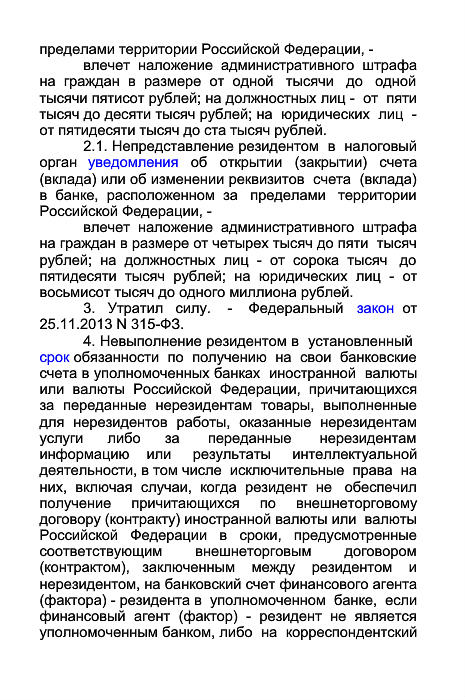 пределами территории Российской Федерации, -
влечет наложение административного штрафа
на граждан в размере от одной тысячи до одной
тысячи пятисот рублей; на должностных лиц - от пяти
тысяч до десяти тысяч рублей; на юридических лиц -
от пятидесяти тысяч до ста тысяч рублей.
2.1. Непредставление резидентом в налоговый
орган уведомления об открытии (закрытии) счета
(вклада) или об изменении реквизитов счета (вклада)
в банке, расположенном за пределами территории
Российской Федерации, -
влечет наложение административного штрафа
на граждан в размере от четырех тысяч до пяти тысяч
рублей; на должностных лиц - от сорока тысяч до
пятидесяти тысяч рублей; на юридических лиц - от
восьмисот тысяч до одного миллиона рублей.
3. Утратил силу. - Федеральный закон от
25.11.2013 N 315-ФЗ.
4. Невыполнение резидентом в установленный
срок обязанности по получению на свои банковские
счета в уполномоченных банках иностранной валюты
или валюты Российской Федерации, причитающихся
за переданные нерезидентам товары, выполненные
для нерезидентов работы, оказанные нерезидентам
услуги либо за переданные нерезидентам
информацию или результаты интеллектуальной
деятельности, в том числе исключительные права на
них, включая случаи, когда резидент не обеспечил
получение причитающихся по внешнеторговому
договору (контракту) иностранной валюты или валюты
Российской Федерации в сроки, предусмотренные
соответствующим внешнеторговым договором
(контрактом), заключенным между резидентом и
нерезидентом, на банковский счет финансового агента
(фактора) - резидента в уполномоченном банке, если
финансовый агент (фактор) - резидент не является
уполномоченным банком, либо на корреспондентский